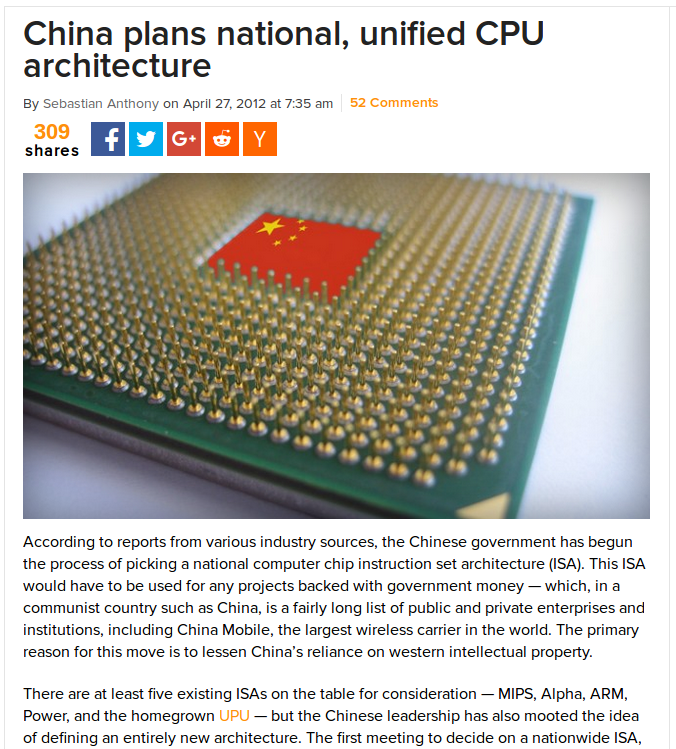 China plans national, unified CPU
architecture
By Sebastian Anthony on April 27, 2012 at 7:35 am 52 Comments
309
shares
f G+ Y
According to reports from various industry sources, the Chinese government has begun
the process of picking a national computer chip instruction set architecture (ISA). This ISA
would have to be used for any projects backed with government money — which, in a
communist country such as China, is a fairly long list of public and private enterprises and
institutions, including China Mobile, the largest wireless carrier in the world. The primary
reason for this move is to lessen China’s reliance on western intellectual property.
There are at least five existing ISAs on the table for consideration — MIPS, Alpha, ARM,
Power, and the homegrown UPU — but the Chinese leadership has also mooted the idea
of defining an entirely new architecture. The first meeting to decide on a nationwide ISA,